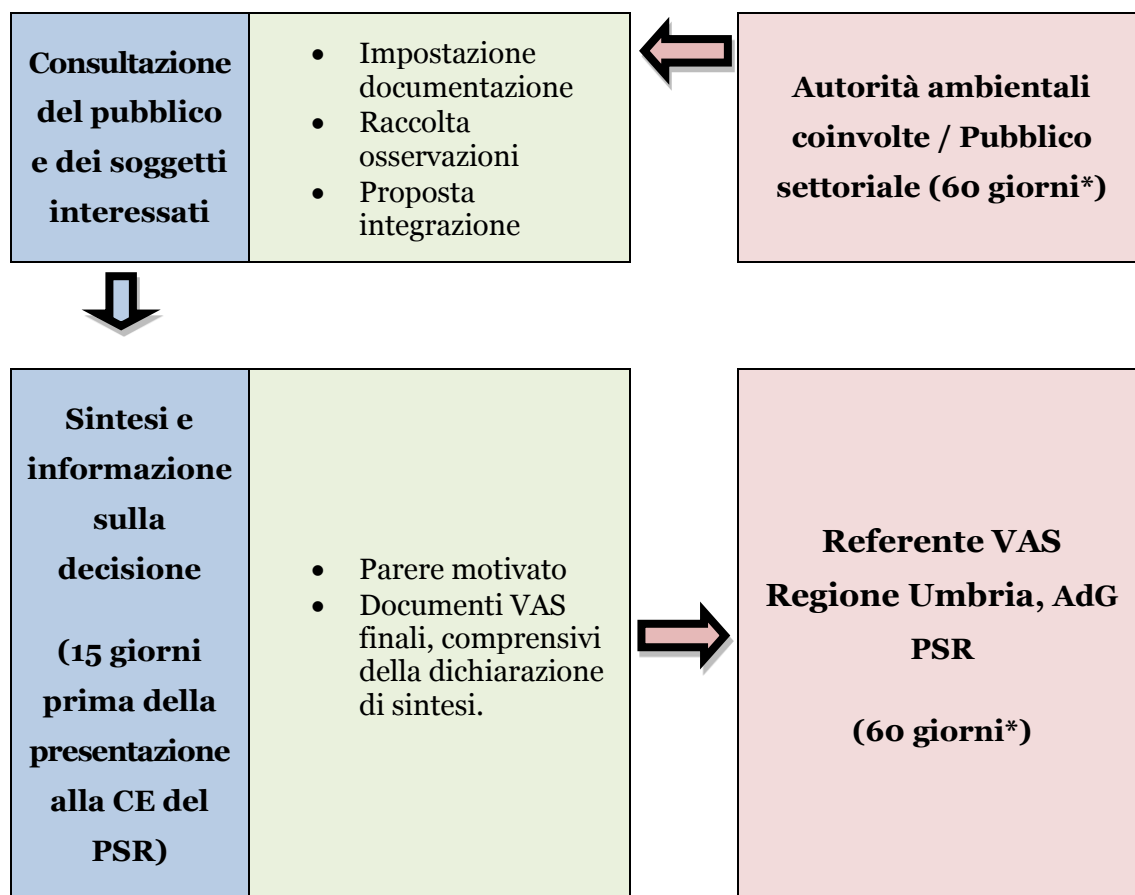 Consultazione
del pubblico
e dei soggetti
interessati
• Impostazione
documentazione
• Raccolta
osservazioni
• Proposta
integrazione
Autorità ambientali
coinvolte / Pubblico
settoriale (60 giorni*)
Sintesi e
informazione
sulla
decisione
(15 giorni
prima della
presentazione
alla CE del
PSR)
• Parere motivato
• Documenti VAS
finali, comprensivi
della dichiarazione
di sintesi.
Referente VAS
Regione Umbria, AdG
PSR
(60 giorni*)